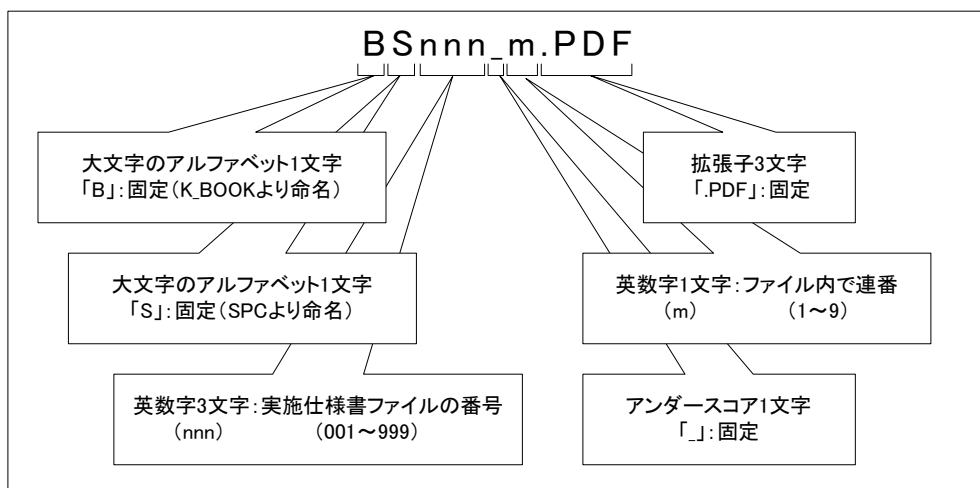 BSnnn_m.PDF
大文字のアルファベット1文字
「B」:固定(K_BOOKより命名)
拡張子3文字
「.PDF」:固定
大文字のアルファベット1文字
「S」:固定(SPCより命名)
英数字1文字:ファイル内で連番
(m) (1～9)
英数字3文字:実施仕様書ファイルの番号
(nnn) (001～999)
アンダースコア1文字
「_」:固定